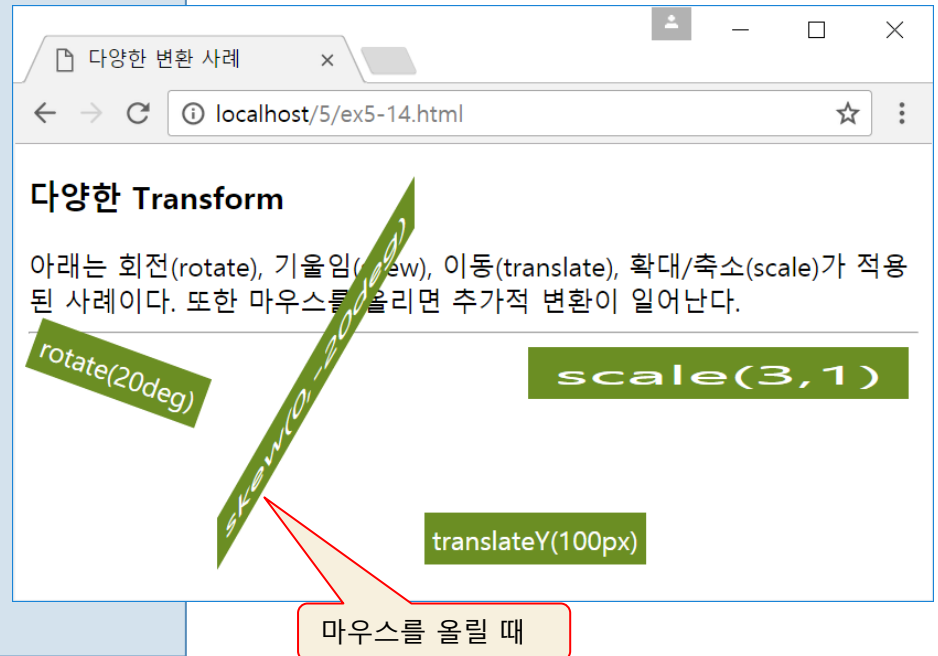 다양한 변환 사례
localhost/5/ex5-14.html
다양한 Transform
아래는 회전(rotate), 기울임( ew), 이동(translate), 확대/축소(scale)가 적용
된 사례이다. 또한 마우스를 올리면 추가적 변환이 일어난다.
rotate(20deg)
skew(0,-20deg)
scale(3,1)
translateY(100px)
마우스를 올릴 때